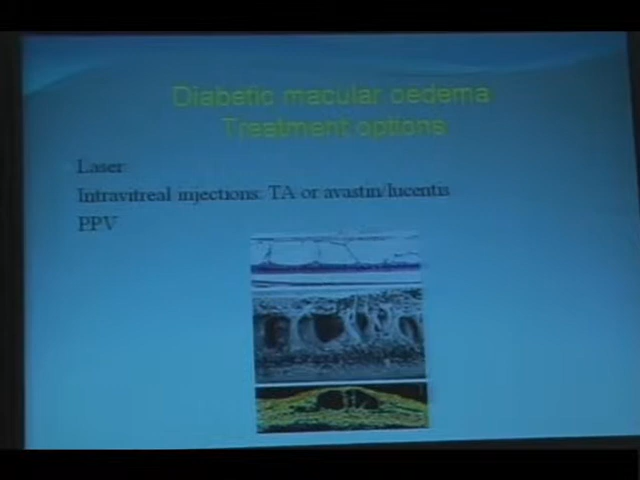 Diabetic macular oedema
Treatment options
Laser
Intravitreal injections: TA or avastin/lucentis
PPV